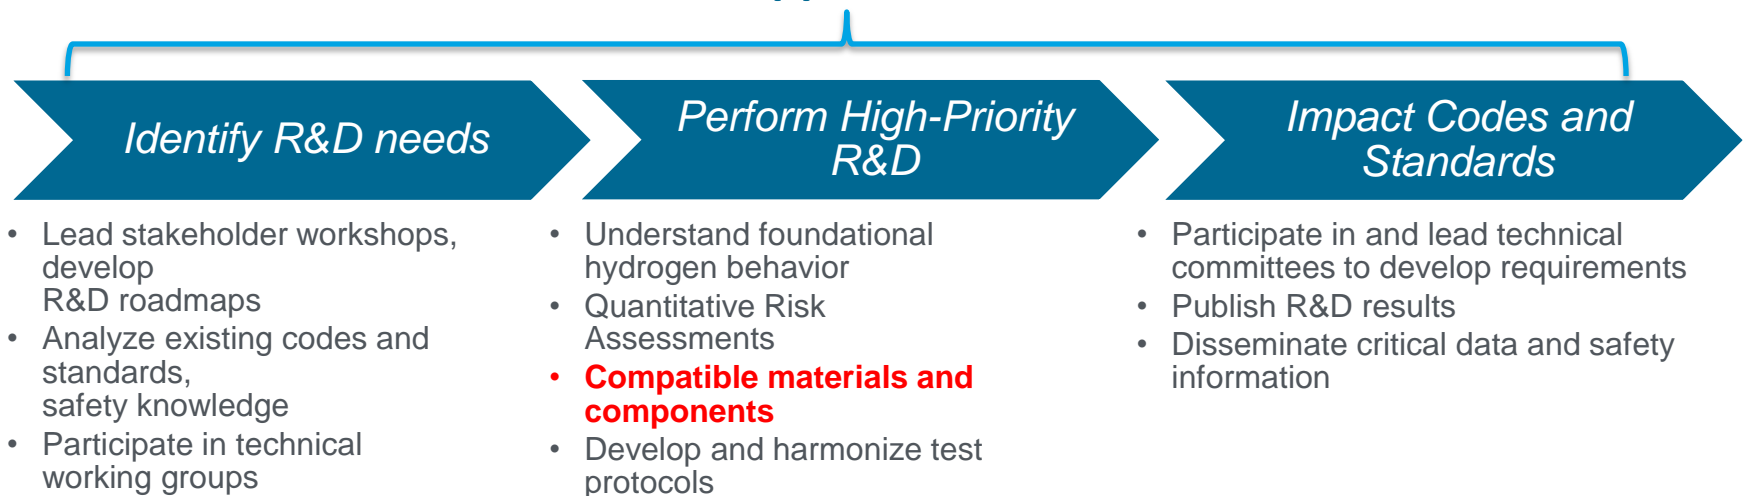 Identify R&D needs
• Lead stakeholder workshops,
develop
R&D roadmaps
• Analyze existing codes and
standards,
safety knowledge
• Participate in technical
working groups
Perform High-Priority
R&D
• Understand foundational
hydrogen behavior
• Quantitative Risk
Assessments
• Compatible materials and
components
• Develop and harmonize test
protocols
Impact Codes and
Standards
• Participate in and lead technical
committees to develop requirements
• Publish R&D results
• Disseminate critical data and safety
information